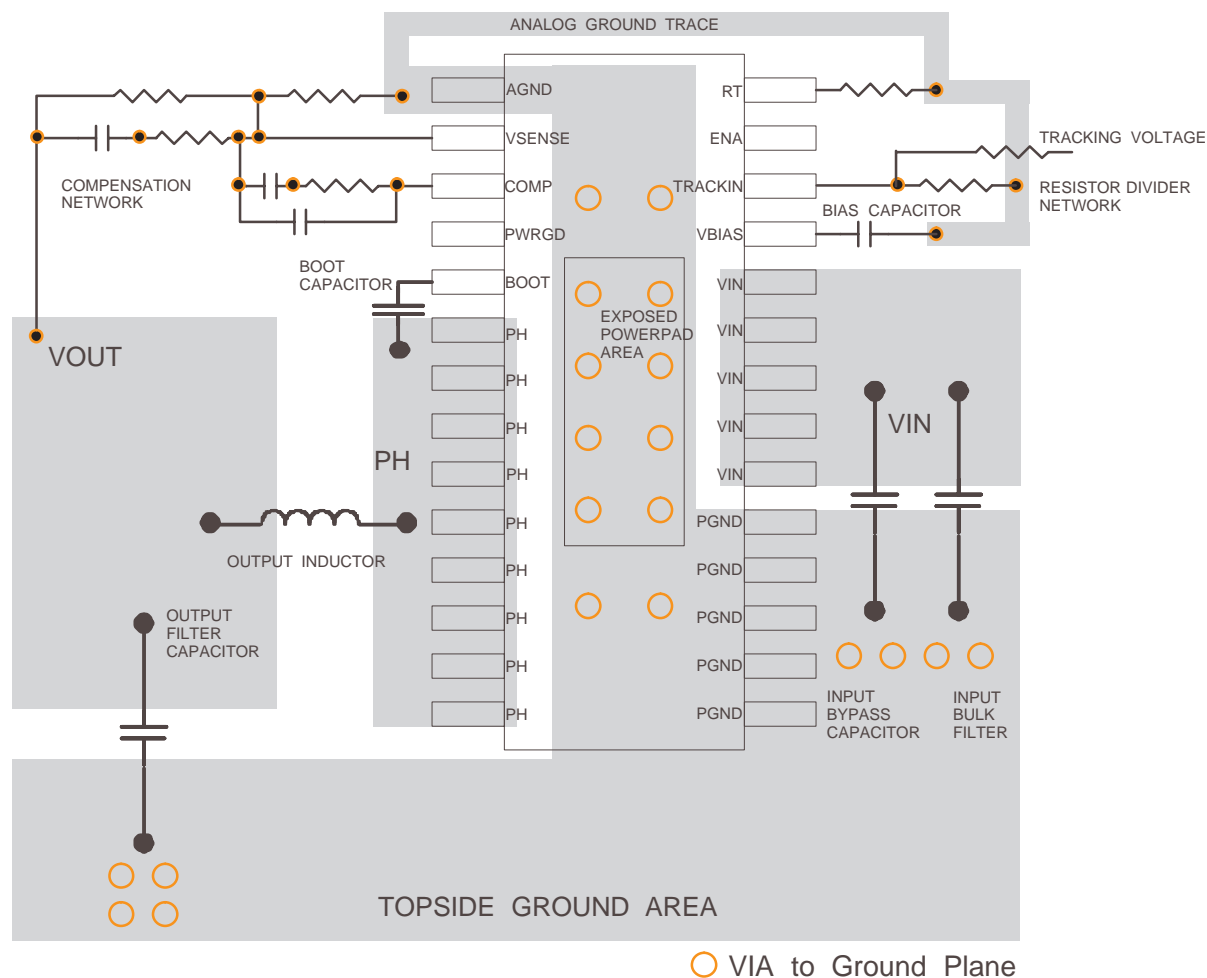 ANALOG GROUND TRACE
AGND
RT
VSENSE
ENA
TRACKING VOLTAGE
COMPENSATION
NETWORK
COMP
TRACKIN
RESISTOR DIVIDER
NETWORK
BIAS CAPACITOR
PWRGD
VBIAS
BOOT
CAPACITOR
BOOT
VIN
PH
EXPOSED
POWERPAD
AREA
VIN
VOUT
PH
VIN
PH
VIN
VIN
PH
PH
VIN
PH
PGND
OUTPUT INDUCTOR
PH
PGND
OUTPUT
FILTER
CAPACITOR
PH
PGND
PH
PGND
INPUT
BYPASS
CAPACITOR
INPUT
BULK
FILTER
PH
PGND
TOPSIDE GROUND AREA
VIA to Ground Plane